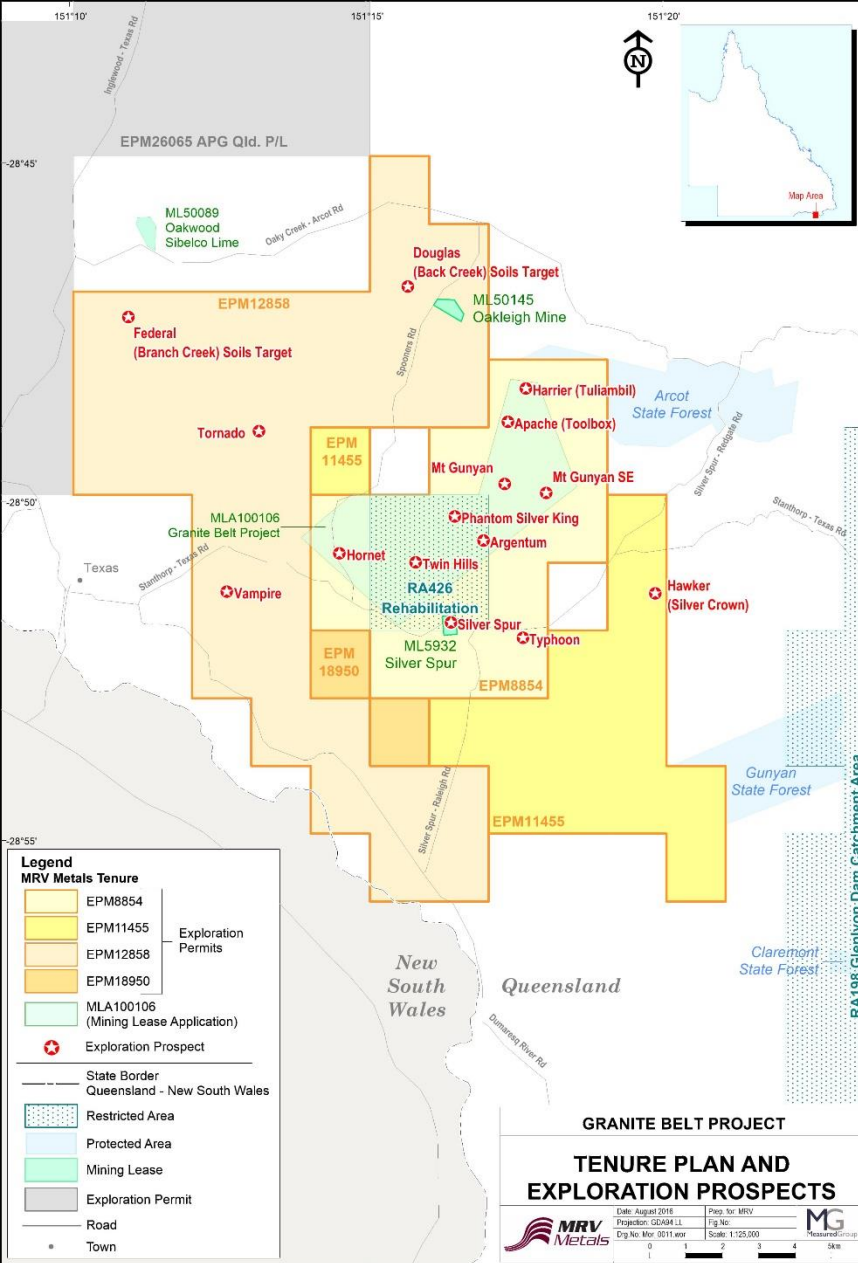 151°10'
151°15'
151°20'
Inglewood - Texas Rd
N
Map Area
EPM26065 APG Qld. P/L
-28°45'
ML50089
Oakwood
Sibelco Lime
Oaky Creek - Arcot Rd
Douglas
(Back Creek) Soils Target
EPM12858
ML50145
Oakleigh Mine
Federal
(Branch Creek) Soils Target
Spooners Rd
Harrier (Tuliambil)
Arcot
State Forest
Apache (Toolbox)
Tornado
EPM
11455
Silver Spur - Redgate Rd
Mt Gunyan
Mt Gunyan SE
-28°50'
MLA100106
Granite Belt Project
Phantom Silver King
Stanthorp - Texas Rd
Argentum
Hornet
Twin Hills
Stanthorp - Texas Rd
Texas
RA426
Rehabilitation
Vampire
Hawker
(Silver Crown)
Silver Spur
Typhoon
ML5932
Silver Spur
EPM
18950
EPM8854
Gunyan
State Forest
Silver Spur - Raleigh Rd
EPM11455
-28°55'
RA198 Glenlyon Dam Catchment Area
Claremont
State Forest
New
South
Wales
Queensland
Dumaresq River Rd
Legend
MRV Metals Tenure
EPM8854
EPM11455
EPM12858
EPM18950
Exploration
Permits
MLA100106
(Mining Lease Application)
Exploration Prospect
State Border
Queensland - New South Wales
Restricted Area
Protected Area
Mining Lease
Exploration Permit
Road
Town
GRANITE BELT PROJECT
TENURE PLAN AND
EXPLORATION PROSPECTS
MRV
Metals
Date: August 2016
Prep. for: MRV
Projection: GDA94 LL
Fig.No:
Drg.No: Mor_0011.wor
Scale: 1:125,000
0 1 2 3 4 5km
MG
MeasuredGroup